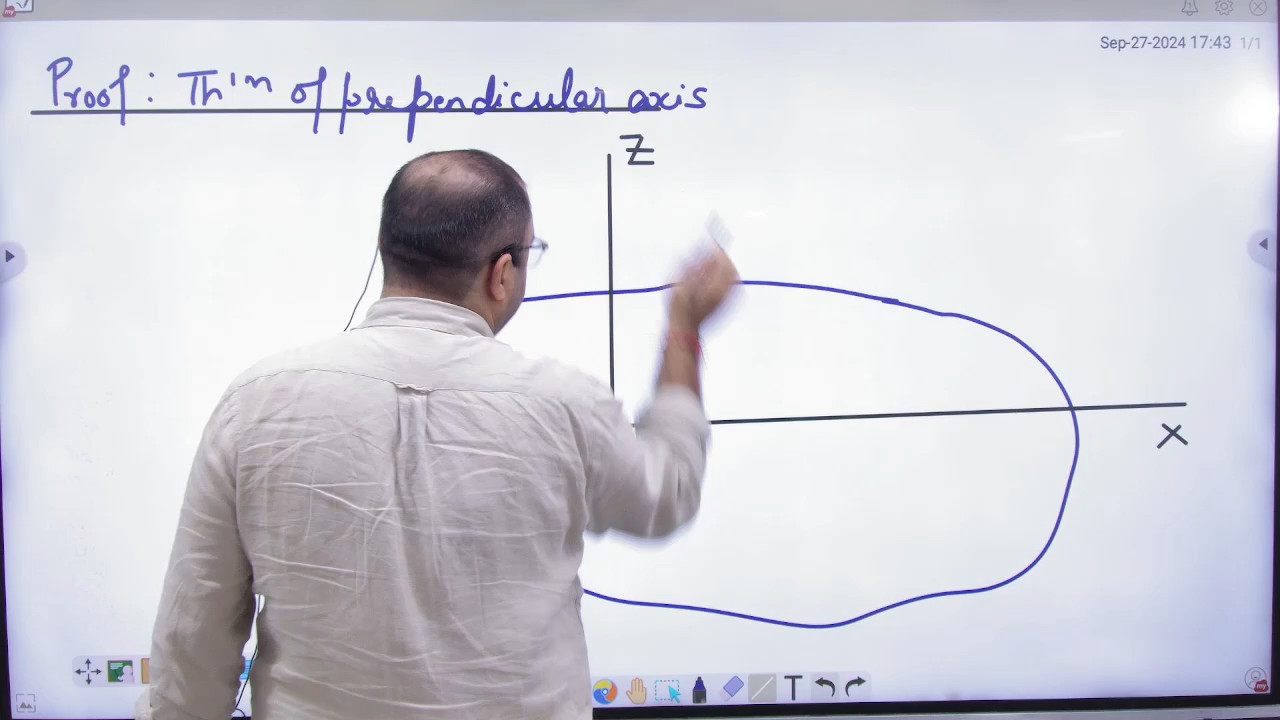 Sep-27-2024 17:43 1/1
Proof : Th'm of prependicular axis
Z
X
T